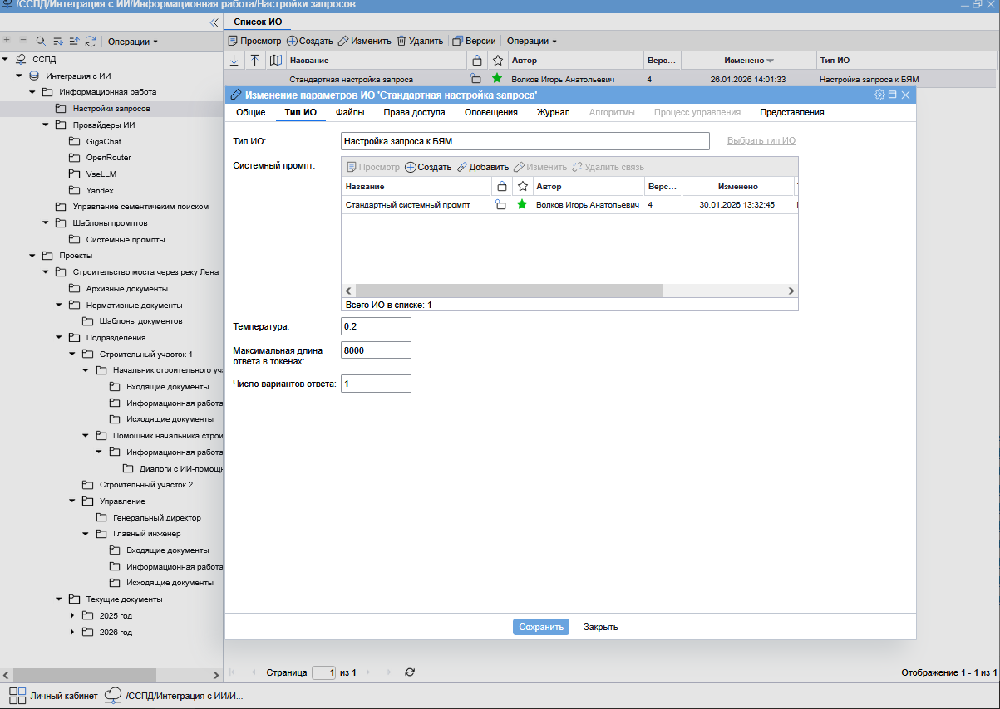 /ССПД/Интеграция с ИИ/Информационная работа/Настройки запросов
Список ИО
Операции
Просмотр Создать Изменить Удалить Версии Операции
Название Автор Верс... Изменено Тип ИО
Стандартная настройка запроса Волков Игорь Анатольевич 4 26.01.2026 14:01:33 Настройка запроса к БЯМ
ССПД
Интеграция с ИИ
Информационная работа
Настройки запросов
Провайдеры ИИ
GigaChat
OpenRouter
VseLLM
Yandex
Управление сементичеким поиском
Шаблоны промптов
Системные промпты
Проекты
Строительство моста через реку Лена
Архивные документы
Нормативные документы
Шаблоны документов
Подразделения
Строительный участок 1
Начальник строительного уча
Входящие документы
Информационная работа
Исходящие документы
Помощник начальника строи
Информационная работа
Диалоги с ИИ-помощн
Строительный участок 2
Управление
Генеральный директор
Главный инженер
Входящие документы
Информационная работа
Исходящие документы
Текущие документы
2025 год
2026 год
Изменение параметров ИО 'Стандартная настройка запроса'
Общие Тип ИО Файлы Права доступа Оповещения Журнал Алгоритмы Процесс управления Представления
Тип ИО: Настройка запроса к БЯМ Выбрать тип ИО
Системный промпт:
Просмотр Создать Добавить Изменить Удалить связь
Название Автор Верс... Изменено
Стандартный системный промпт Волков Игорь Анатольевич 4 30.01.2026 13:32:45
Всего ИО в списке: 1
Температура: 0.2
Максимальная длина
ответа в токенах: 8000
Число вариантов ответа: 1
Сохранить Закрыть
Страница 1 из 1 Отображение 1 - 1 из 1
Личный кабинет /ССПД/Интеграция с ИИ/И...